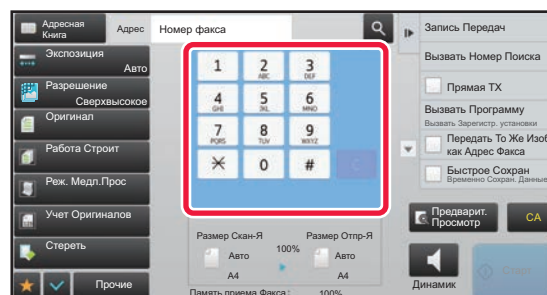 Адресная
Книга
Адрес
Номер факса
Экспозиция
Авто
Разрешение
Сверхвысокое
Оригинал
Работа Строит
Реж. Медл.Прос
Учет Оригиналов
Стереть
Прочие
1
2
ABC
3
DEF
4
GHI
5
JKL
6
MNO
7
PQRS
8
TUV
9
WXYZ
0
#
C
Размер Скан-Я
100%
Размер Отпр-Я
Авто
Авто
A4
A4
Память приема Факса :
100%
Запись Передач
Вызвать Номер Поиска
Прямая TX
Вызвать Программу
Вызвать Зарегистр. установки
Передать То Же Изоб
как Адрес Факса
Быстрое Сохран
Временно Сохран. Данные
Предварит.
Просмотр
CA
Динамик
Старт